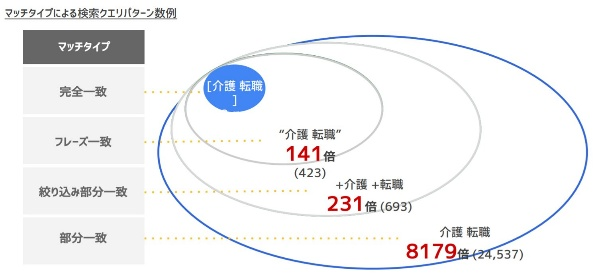 マッチタイプによる検索クエリパターン数例
マッチタイプ
完全一致
[介護 転職
]
フレーズ一致
“介護 転職”
141倍
(423)
絞り込み部分一致
+介護 +転職
231倍(693)
部分一致
介護 転職
8179倍(24,537)